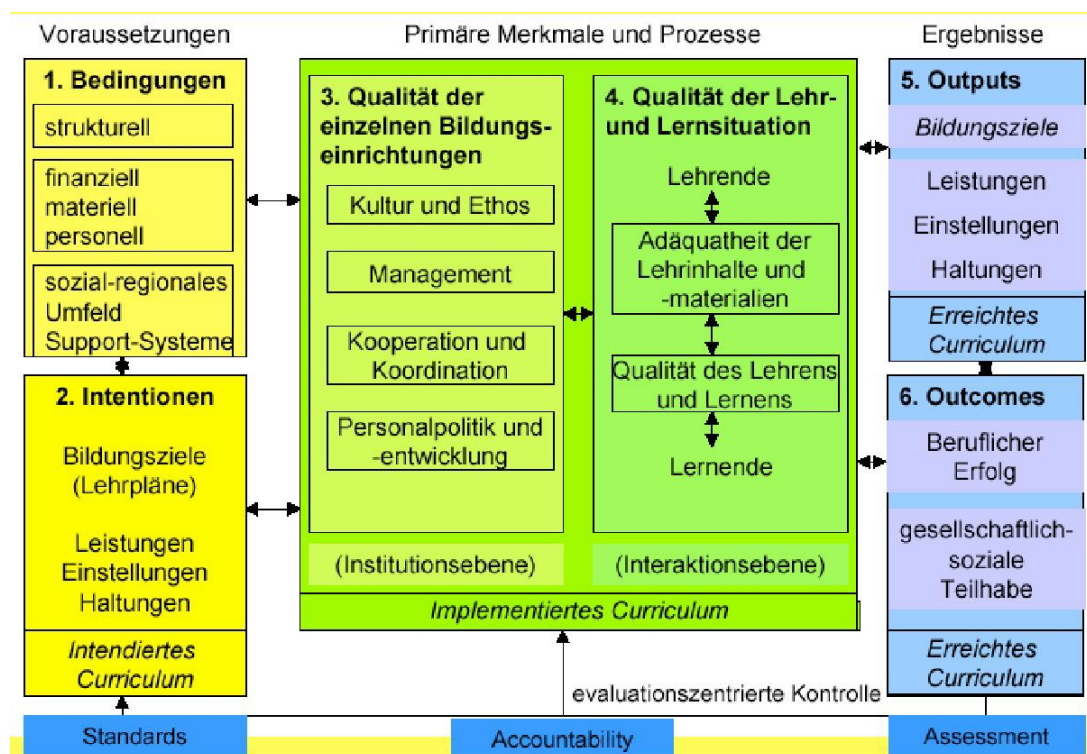 Voraussetzungen
Primäre Merkmale und Prozesse
Ergebnisse
1. Bedingungen
strukturell
finanziell
materiell
personell
sozial-regionales
Umfeld
Support-Systeme
2. Intentionen
Bildungsziele
(Lehrpläne)
Leistungen
Einstellungen
Haltungen
Intendiertes
Curriculum
3. Qualität der
einzelnen Bildungs-
einrichtungen
Kultur und Ethos
Management
Kooperation und
Koordination
Personalpolitik und
-entwicklung
(Institutionsebene)
4. Qualität der Lehr-
und Lernsituation
Lehrende
Adäquatheit der
Lehrinhalte und
-materialien
Qualität des Lehrens
und Lernens
Lernende
(Interaktionsebene)
Implementiertes Curriculum
5. Outputs
Bildungsziele
Leistungen
Einstellungen
Haltungen
Erreichtes
Curriculum
6. Outcomes
Beruflicher
Erfolg
gesellschaftlich-
soziale
Teilhabe
Erreichtes
Curriculum
evaluationszentrierte Kontrolle
Standards
Accountability
Assessment